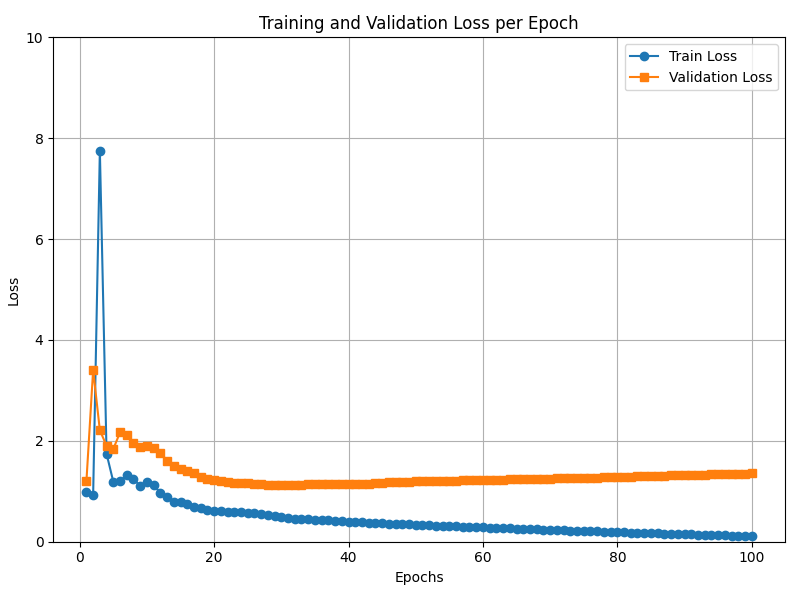 Training and Validation Loss per Epoch
Train Loss
Validation Loss
Loss
10
8
6
4
2
0
0 20 40 60 80 100
Epochs